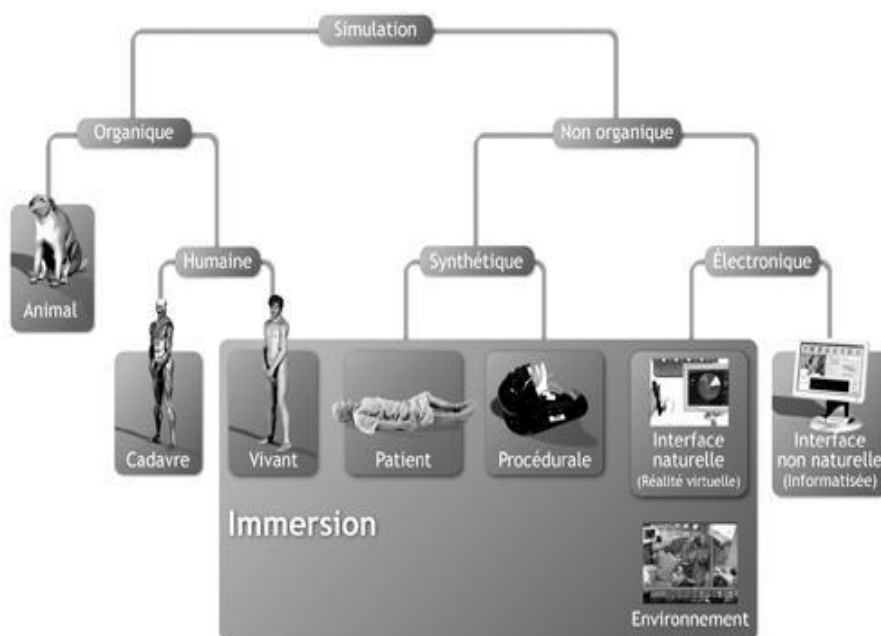 Simulation
Organique
Non organique
Humaine
Synthétique
Électronique
Animal
Cadavre
Vivant
Patient
Procédurale
Interface
naturelle
(Réalité virtuelle)
Interface
non naturelle
(Informatisée)
Immersion
Environnement